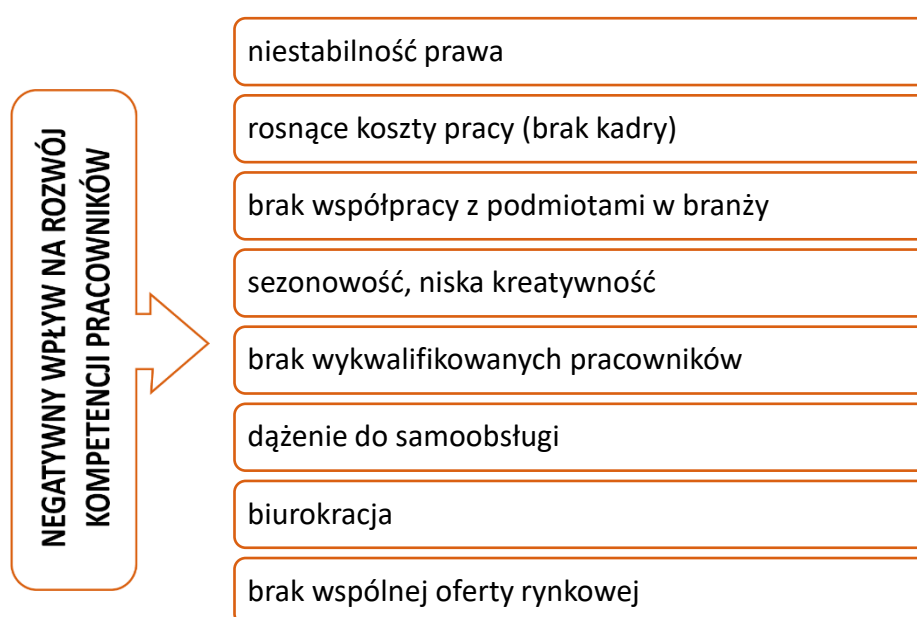 NEGATYWNY WPŁYW NA ROZWÓJ
KOMPETENCJI PRACOWNIKÓW
niestabilność prawa
rosnące koszty pracy (brak kadry)
brak współpracy z podmiotami w branży
sezonowość, niska kreatywność
brak wykwalifikowanych pracowników
dążenie do samoobsługi
biurokracja
brak wspólnej oferty rynkowej